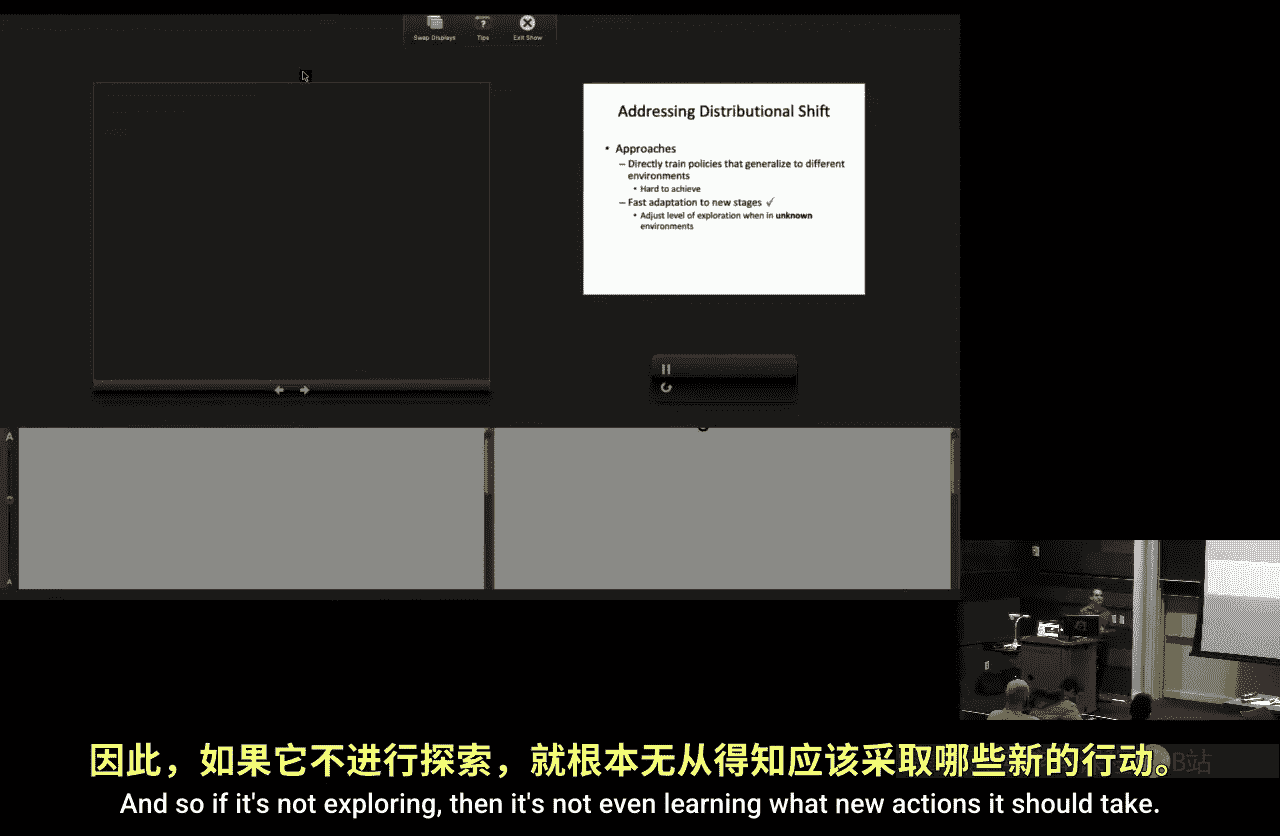 Swap Displays
Tips
Exit Show
Addressing Distributional Shift
• Approaches
– Directly train policies that generalize to different
environments
• Hard to achieve
– Fast adaptation to new stages ✓
• Adjust level of exploration when in unknown
environments
A
A
B站
因此，如果它不进行探索，就根本无从得知应该采取哪些新的行动。
And so if it's not exploring, then it's not even learning what new actions it should take.